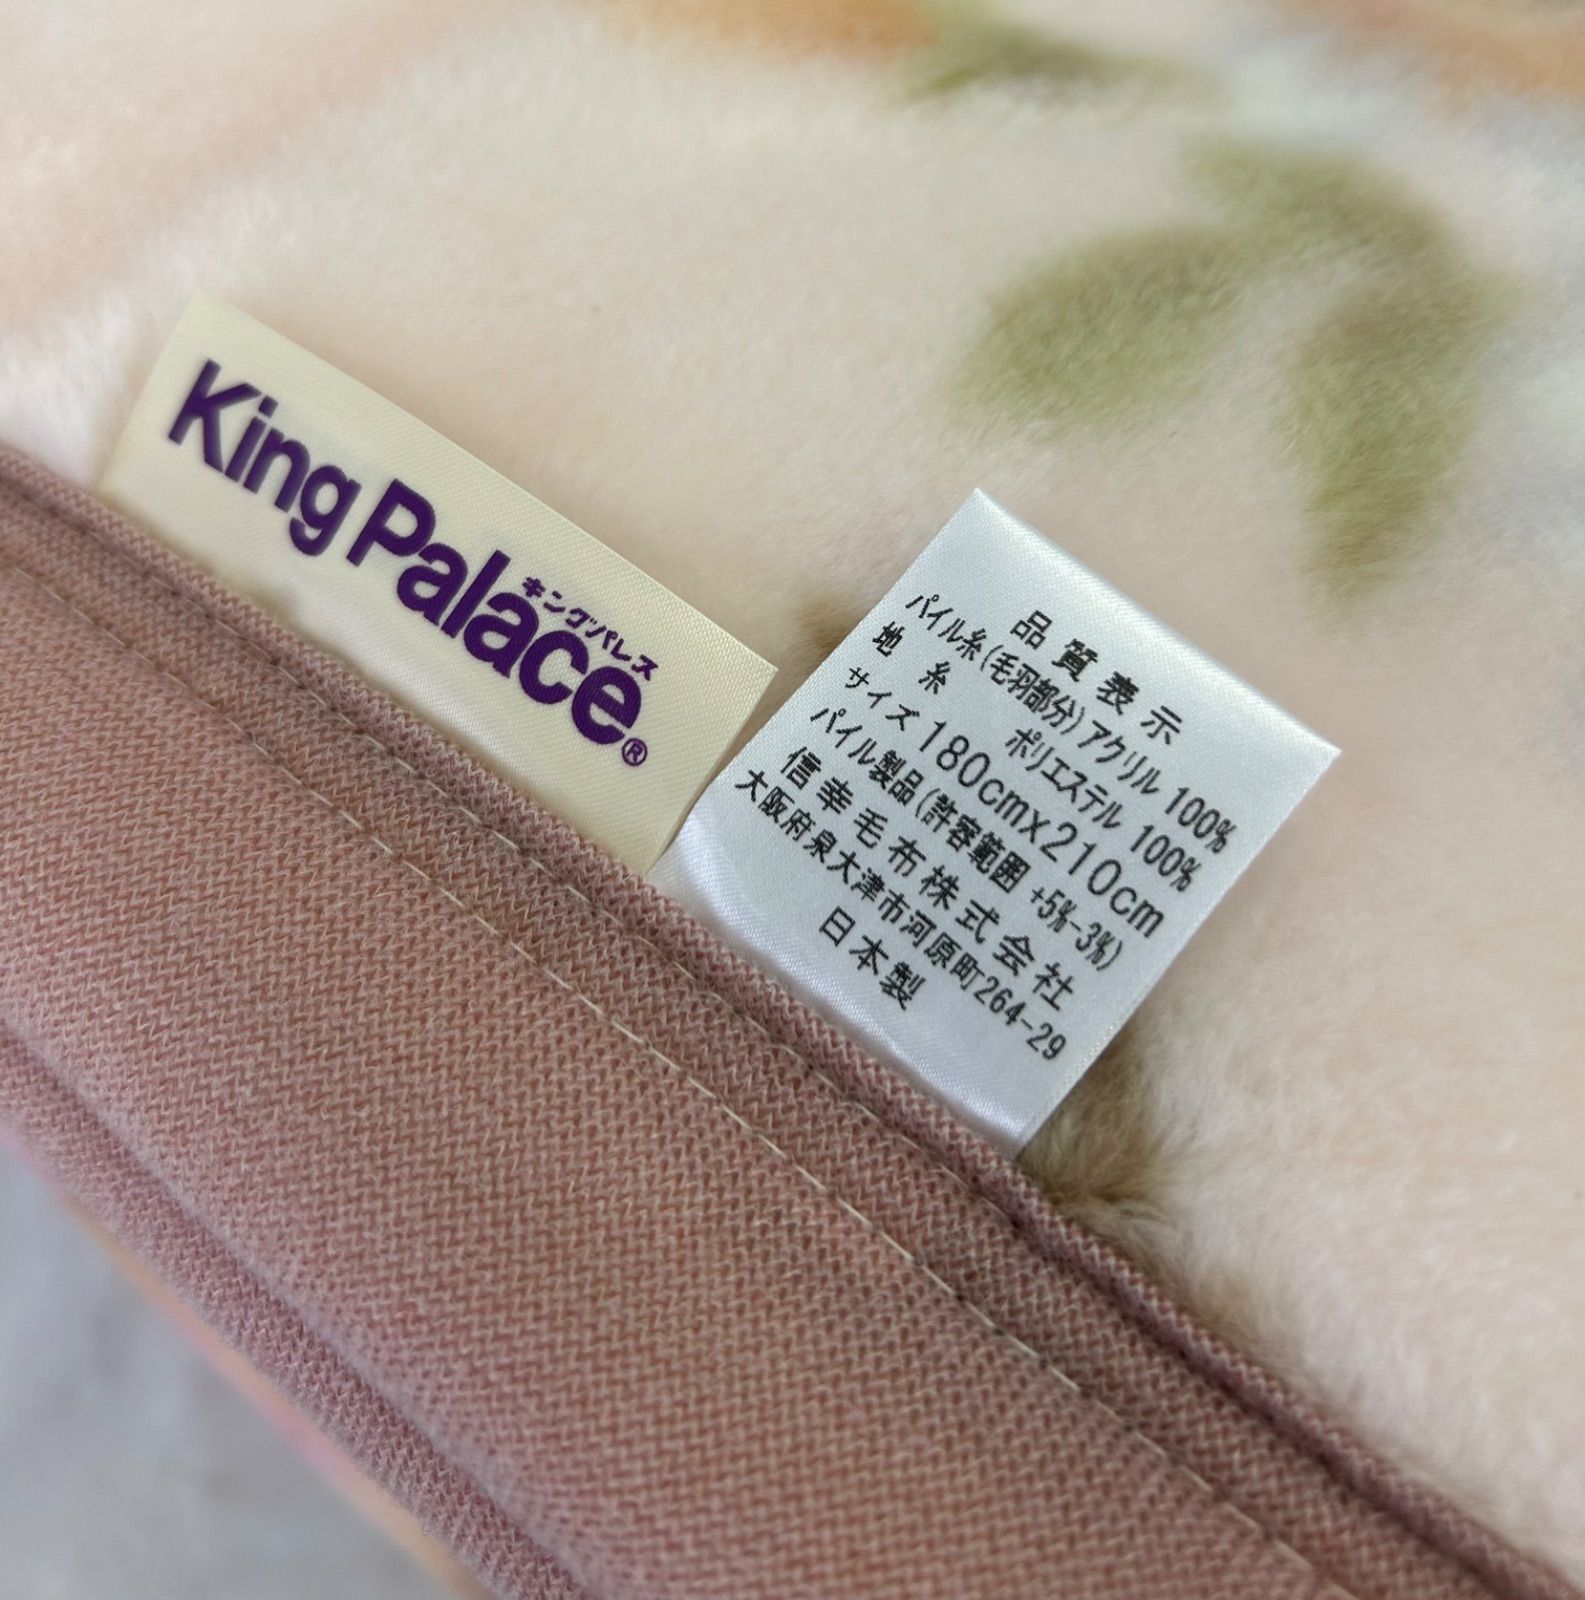 King Palace®
キングパレス
品質表示
パイル糸(毛羽部分)アクリル 100%
地 糸 ポリエステル 100%
サイズ 180cm×210cm
パイル製品(許容範囲 +5%-3%)
信幸毛布株式会社
大阪府泉大津市河原町264-29
日本製